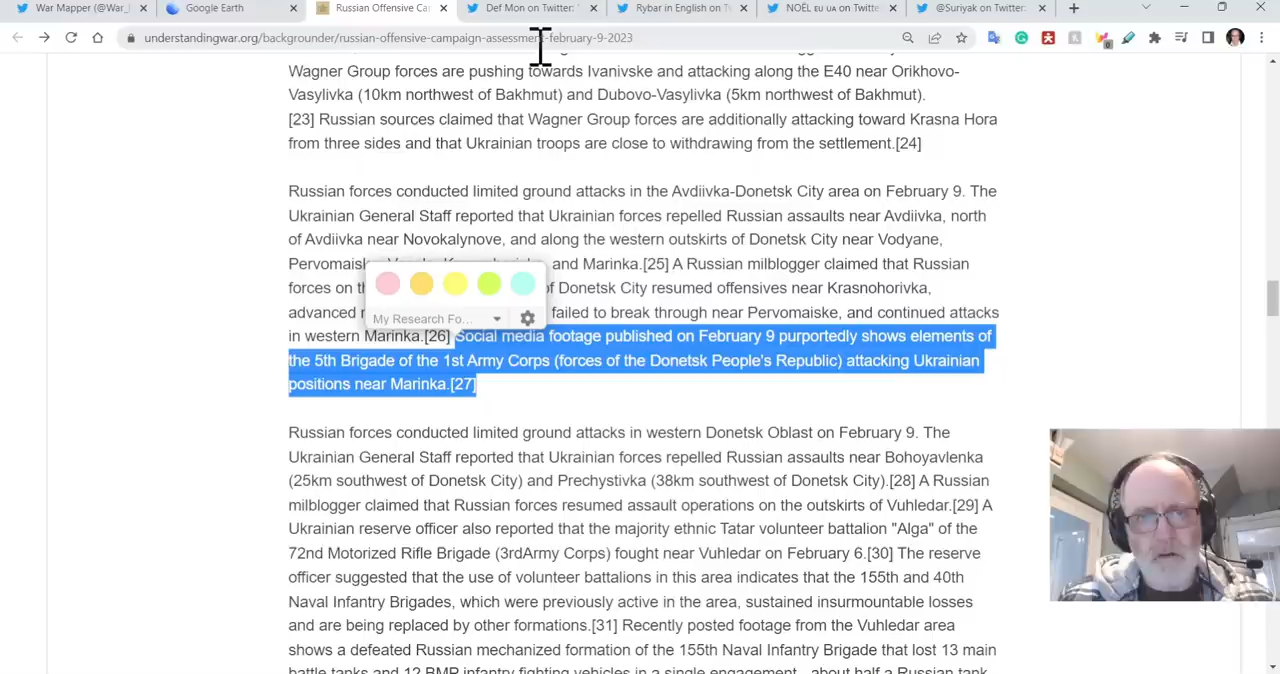 War Mapper (@War_
Google Earth
Russian Offensive Ca
Def Mon on Twitter: "
Rybar in English on Tw
NOËL EU UA on Twitte
@Suriyak on Twitter:
understandingwar.org/backgrounder/russian-offensive-campaign-assessment-february-9-2023
Wagner Group forces are pushing towards Ivanivske and attacking along the E40 near Orikhovo-
Vasylivka (10km northwest of Bakhmut) and Dubovo-Vasylivka (5km northwest of Bakhmut).
[23] Russian sources claimed that Wagner Group forces are additionally attacking toward Krasna Hora
from three sides and that Ukrainian troops are close to withdrawing from the settlement.[24]
Russian forces conducted limited ground attacks in the Avdiivka-Donetsk City area on February 9. The
Ukrainian General Staff reported that Ukrainian forces repelled Russian assaults near Avdiivka, north
of Avdiivka near Novokalynove, and along the western outskirts of Donetsk City near Vodyane,
Pervomaisk and Marinka.[25] A Russian milblogger claimed that Russian
forces on th of Donetsk City resumed offensives near Krasnohorivka,
advanced failed to break through near Pervomaiske, and continued attacks
My Research Fo...
in western Marinka.[26] Social media footage published on February 9 purportedly shows elements of
the 5th Brigade of the 1st Army Corps (forces of the Donetsk People's Republic) attacking Ukrainian
positions near Marinka.[27]
Russian forces conducted limited ground attacks in western Donetsk Oblast on February 9. The
Ukrainian General Staff reported that Ukrainian forces repelled Russian assaults near Bohoyavlenka
(25km southwest of Donetsk City) and Prechystivka (38km southwest of Donetsk City).[28] A Russian
milblogger claimed that Russian forces resumed assault operations on the outskirts of Vuhledar.[29] A
Ukrainian reserve officer also reported that the majority ethnic Tatar volunteer battalion "Alga" of the
72nd Motorized Rifle Brigade (3rdArmy Corps) fought near Vuhledar on February 6.[30] The reserve
officer suggested that the use of volunteer battalions in this area indicates that the 155th and 40th
Naval Infantry Brigades, which were previously active in the area, sustained insurmountable losses
and are being replaced by other formations.[31] Recently posted footage from the Vuhledar area
shows a defeated Russian mechanized formation of the 155th Naval Infantry Brigade that lost 13 main
battle tanks and 12 BMP infantry fighting vehicles in a single engagement - about half a Russian tank